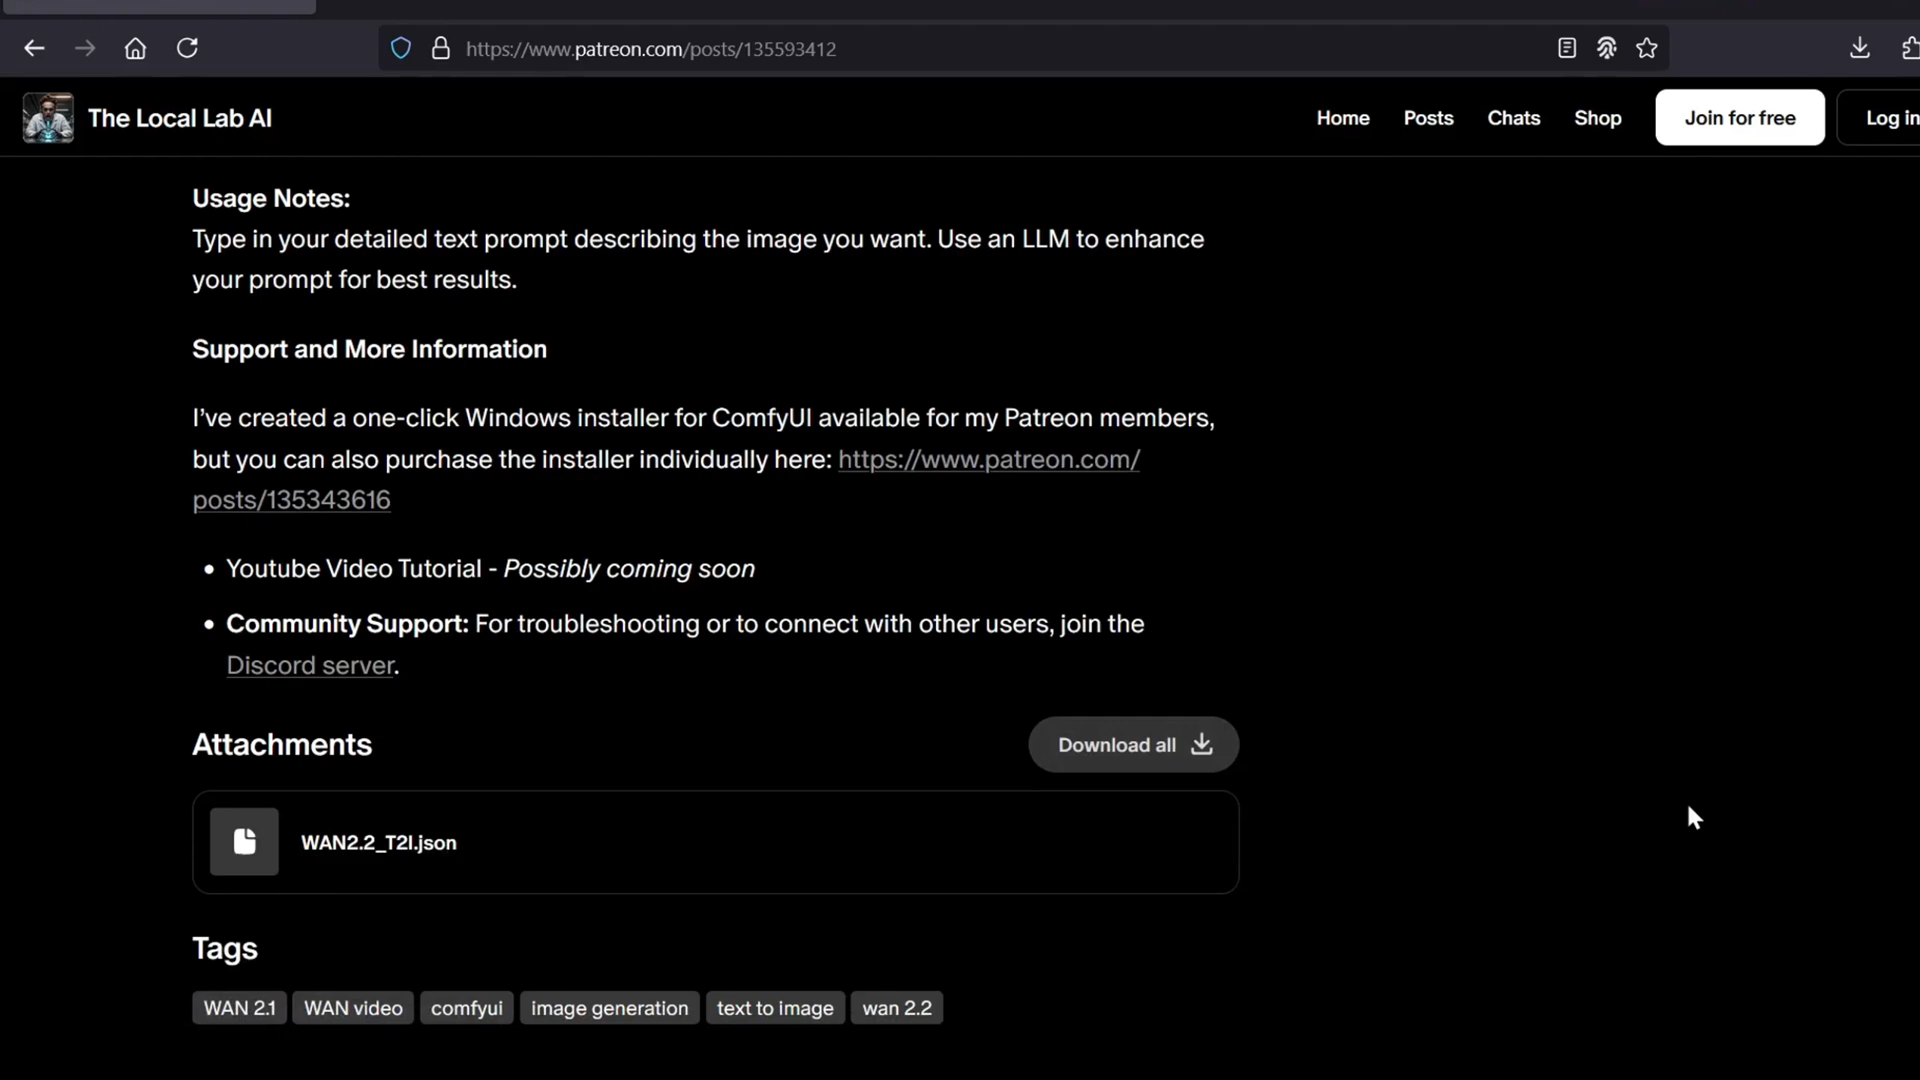 https://www.patreon.com/posts/135593412
The Local Lab AI
Home Posts Chats Shop Join for free Log in
Usage Notes:
Type in your detailed text prompt describing the image you want. Use an LLM to enhance
your prompt for best results.
Support and More Information
I’ve created a one-click Windows installer for ComfyUI available for my Patreon members,
but you can also purchase the installer individually here: https://www.patreon.com/
posts/135343616
• Youtube Video Tutorial - Possibly coming soon
• Community Support: For troubleshooting or to connect with other users, join the
Discord server.
Attachments Download all
WAN2.2_T2I.json
Tags
WAN 2.1 WAN video comfyui image generation text to image wan 2.2